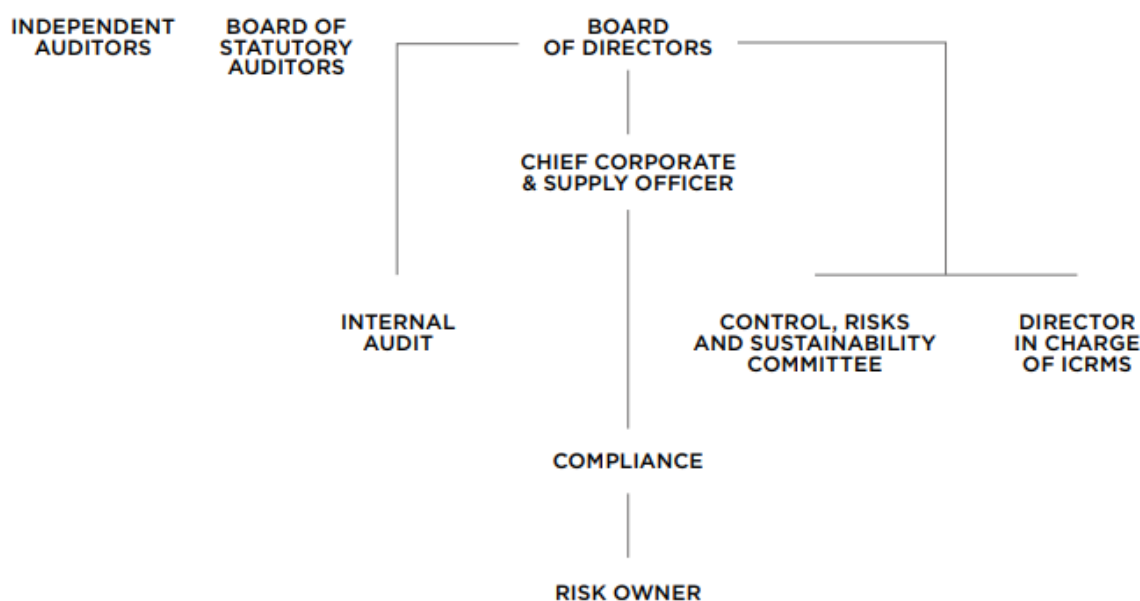 INDEPENDENT
AUDITORS
BOARD OF
STATUTORY
AUDITORS
BOARD
OF DIRECTORS
CHIEF CORPORATE
& SUPPLY OFFICER
INTERNAL
AUDIT
CONTROL, RISKS
AND SUSTAINABILITY
COMMITTEE
DIRECTOR
IN CHARGE
OF ICRMS
COMPLIANCE
RISK OWNER